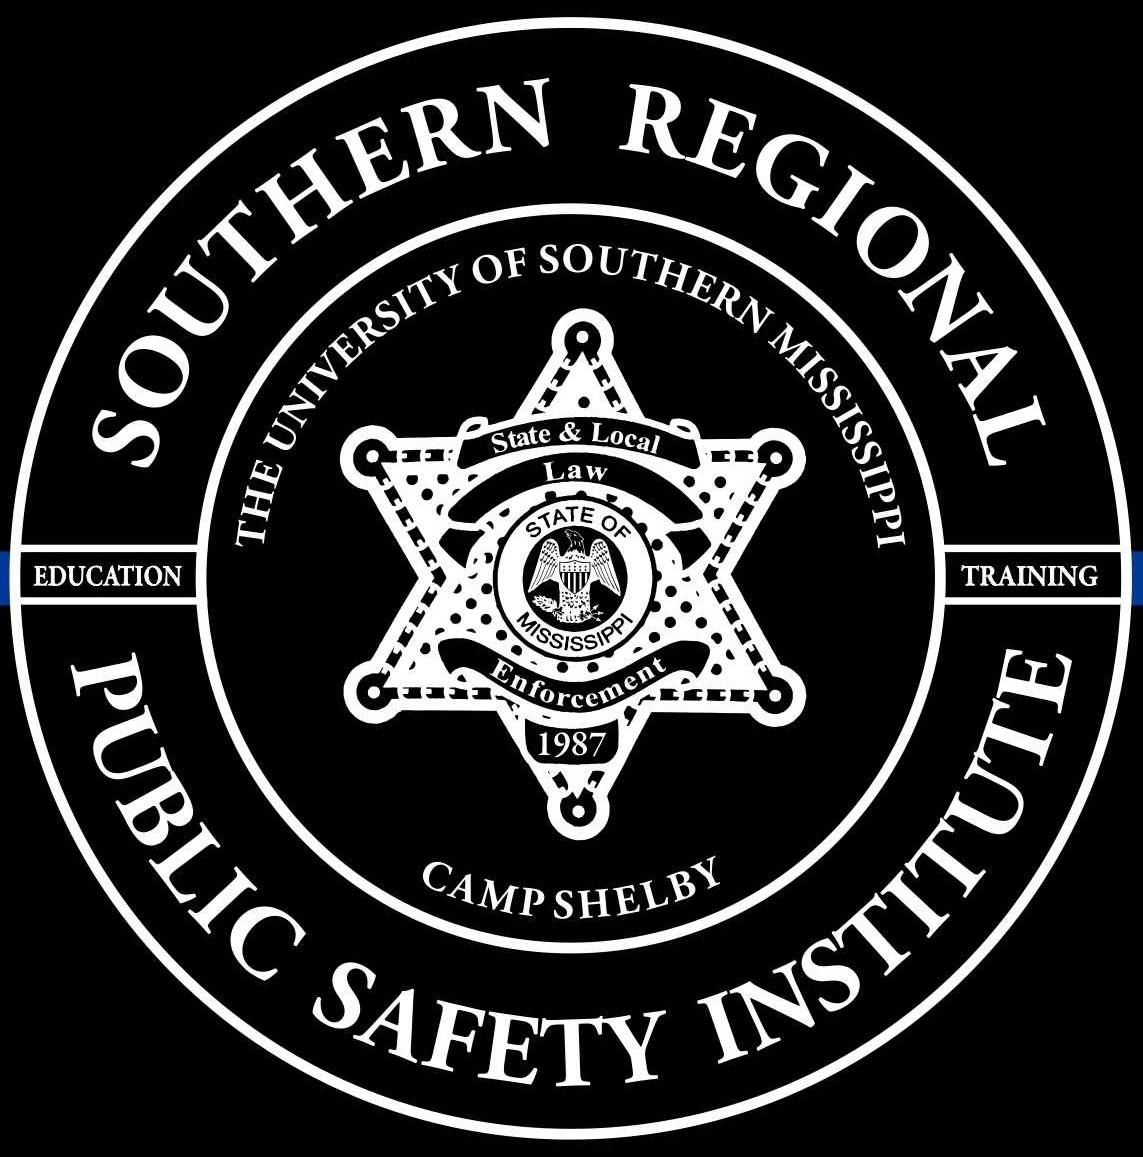 SOUTHERN REGIONAL
THE UNIVERSITY OF SOUTHERN MISSISSIPPI
State & Local
Law
STATE OF
MISSISSIPPI
Enforcement
1987
CAMP SHELBY
EDUCATION
TRAINING
PUBLIC SAFETY INSTITUTE